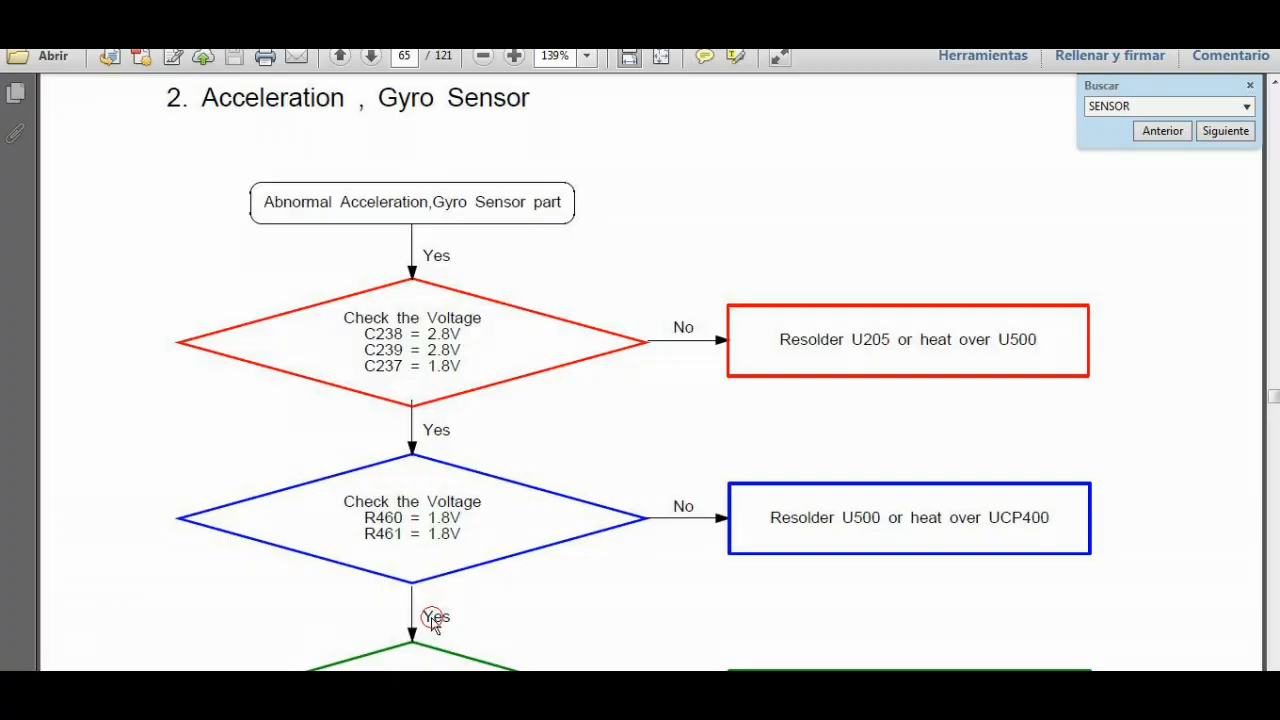 Abrir
65 / 121
139%
Herramientas
Rellenar y firmar
Comentario
Buscar
SENSOR
Anterior
Siguiente
2. Acceleration , Gyro Sensor
Abnormal Acceleration,Gyro Sensor part
Yes
Check the Voltage
C238 = 2.8V
C239 = 2.8V
C237 = 1.8V
No
Resolder U205 or heat over U500
Yes
Check the Voltage
R460 = 1.8V
R461 = 1.8V
No
Resolder U500 or heat over UCP400
Yes